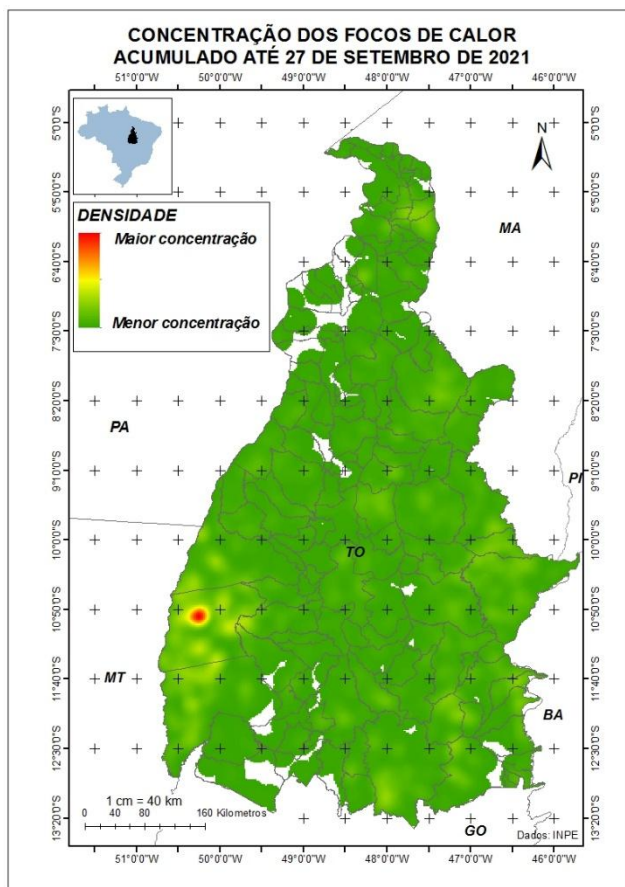 CONCENTRAÇÃO DOS FOCOS DE CALOR
ACUMULADO ATÉ 27 DE SETEMBRO DE 2021
51°0'0"W 50°0'0"W 49°0'0"W 48°0'0"W 47°0'0"W 46°0'0"W
5°0'0"S 5°0'0"S
N
5°50'0"S 5°50'0"S
DENSIDADE
MA
Maior concentração
6°40'0"S 6°40'0"S
Menor concentração
7°30'0"S 7°30'0"S
8°20'0"S 8°20'0"S
PA
9°10'0"S 9°10'0"S
PI
10°0'0"S 10°0'0"S
TO
10°50'0"S 10°50'0"S
11°40'0"S 11°40'0"S
MT
BA
12°30'0"S 12°30'0"S
1 cm = 40 km
0 40 80 160 Kilometros
13°20'0"S 13°20'0"S
GO
Dados: INPE
51°0'0"W 50°0'0"W 49°0'0"W 48°0'0"W 47°0'0"W 46°0'0"W